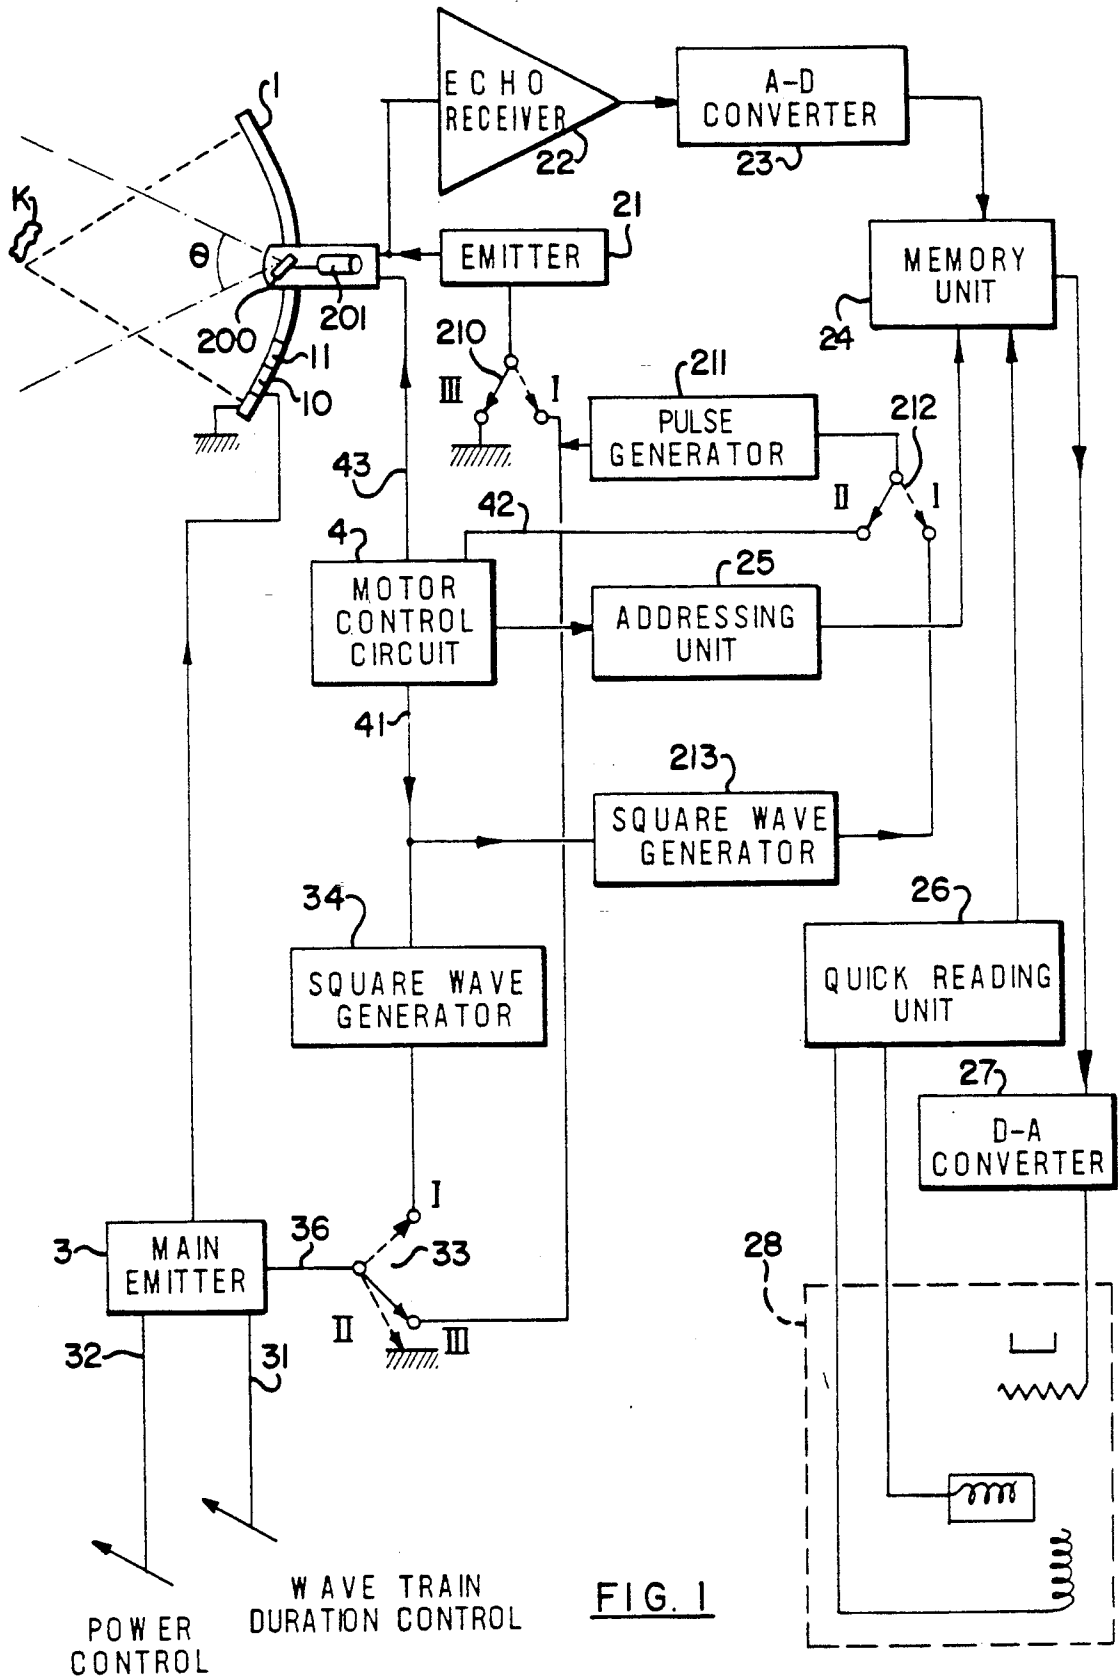 1
ECHO
RECEIVER
22
A-D
CONVERTER
23
K
θ
200
201
11
10
EMITTER
21
MEMORY
UNIT
24
210
III
I
211
PULSE
GENERATOR
212
II
I
43
42
4
MOTOR
CONTROL
CIRCUIT
25
ADDRESSING
UNIT
41
213
SQUARE WAVE
GENERATOR
34
SQUARE WAVE
GENERATOR
26
QUICK READING
UNIT
27
D-A
CONVERTER
I
33
36
II
III
3
MAIN
EMITTER
28
32
31
WAVE TRAIN
DURATION CONTROL
POWER
CONTROL
FIG. 1